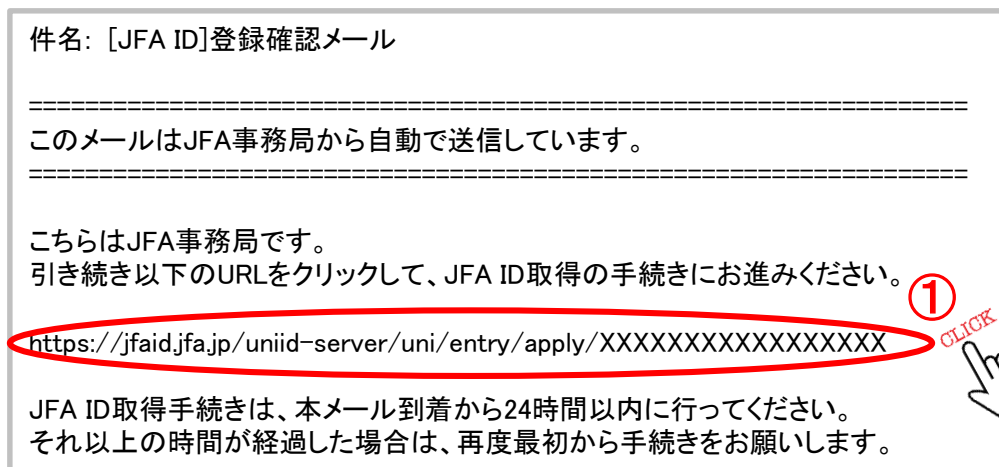 件名: [JFA ID]登録確認メール
===================================================================
このメールはJFA事務局から自動で送信しています。
===================================================================
こちらはJFA事務局です。
引き続き以下のURLをクリックして、JFA ID取得の手続きにお進みください。
①
CLICK
https://jfaid.jfa.jp/uniid-server/uni/entry/apply/XXXXXXXXXXXXXXXXX
JFA ID取得手続きは、本メール到着から24時間以内に行ってください。
それ以上の時間が経過した場合は、再度最初から手続きをお願いします。